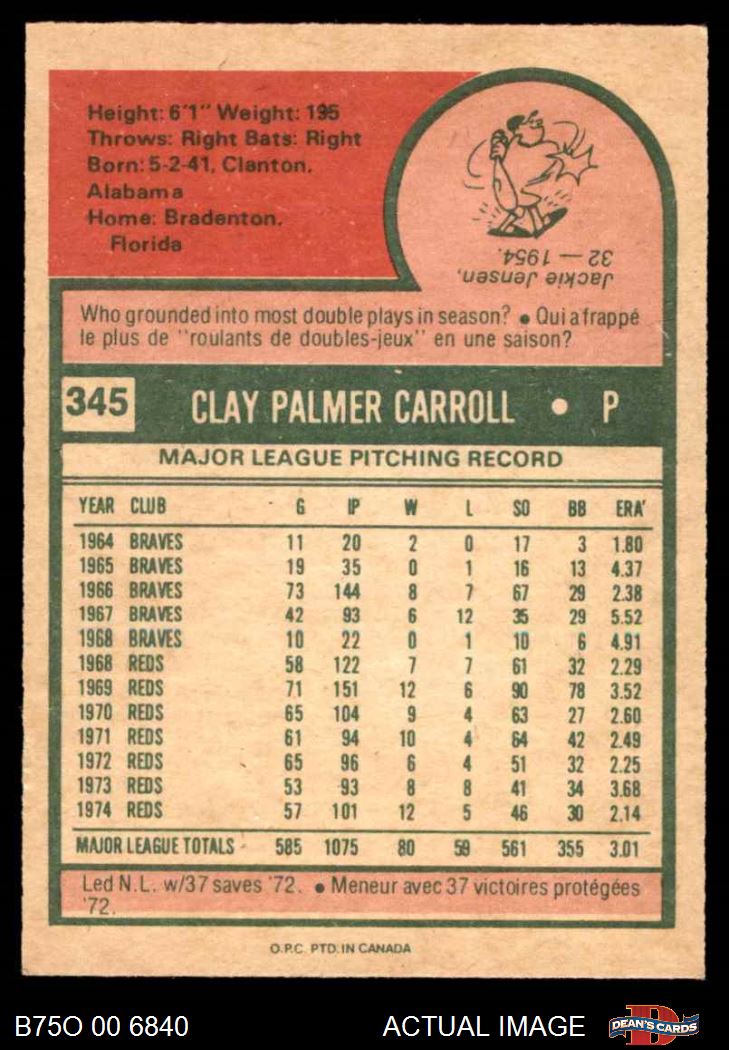 Height: 6'1" Weight: 195
Throws: Right Bats: Right
Born: 5-2-41, Clanton,
Alabama
Home: Bradenton,
Florida
Jackie Jensen,
32 — 1954.
Who grounded into most double plays in season? ● Qui a frappé
le plus de "roulants de doubles-jeux" en une saison?
345 CLAY PALMER CARROLL • P
MAJOR LEAGUE PITCHING RECORD
YEAR CLUB G IP W L SO BB ERA
1964 BRAVES 11 20 2 0 17 3 1.80
1965 BRAVES 19 35 0 1 16 13 4.37
1966 BRAVES 73 144 8 7 67 29 2.38
1967 BRAVES 42 93 6 12 35 29 5.52
1968 BRAVES 10 22 0 1 10 6 4.91
1968 REDS 58 122 7 7 61 32 2.29
1969 REDS 71 151 12 6 90 78 3.52
1970 REDS 65 104 9 4 63 27 2.60
1971 REDS 61 94 10 4 64 42 2.49
1972 REDS 65 96 6 4 51 32 2.25
1973 REDS 53 93 8 8 41 34 3.68
1974 REDS 57 101 12 5 46 30 2.14
MAJOR LEAGUE TOTALS 585 1075 80 59 561 355 3.01
Led N.L. w/37 saves '72. ● Meneur avec 37 victoires protégées
'72.
O.P.C. PTD. IN CANADA
B75O 00 6840 ACTUAL IMAGE D DEAN'S CARDS